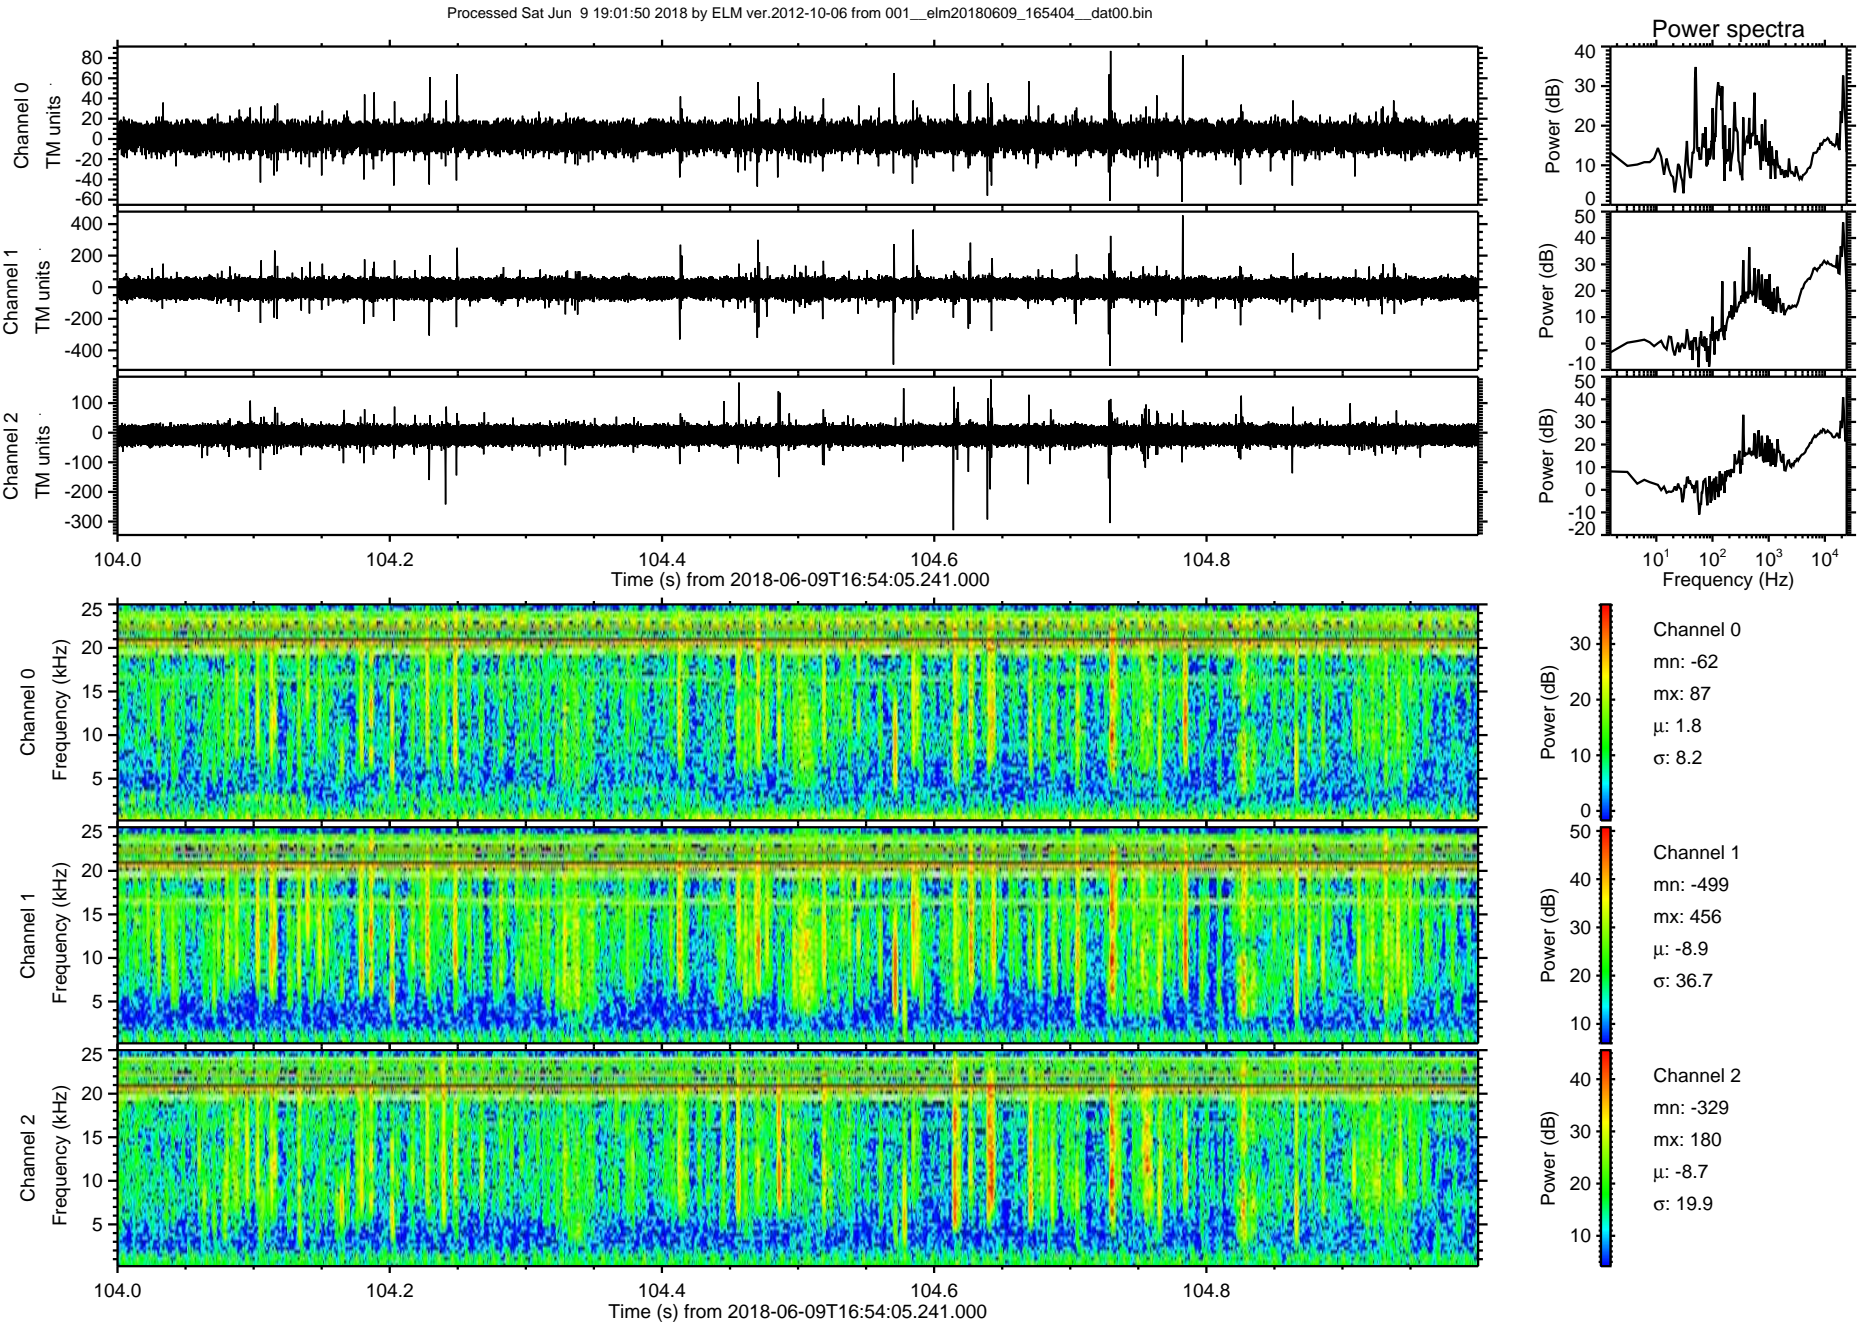 Processed Sat Jun  9 19:01:50 2018 by ELM ver.2012-10-06 from 001__elm20180609_165404__dat00.bin
Power spectra
Channel 0
TM units
80
60
40
20
0
-20
-40
-60
Power (dB)
40
30
20
10
0
Channel 1
TM units
400
200
0
-200
-400
Power (dB)
50
40
30
20
10
0
-10
Channel 2
TM units
100
0
-100
-200
-300
Power (dB)
50
40
30
20
10
0
-10
-20
104.0 104.2 104.4 104.6 104.8
Time (s) from 2018-06-09T16:54:05.241.000
10¹ 10² 10³ 10⁴
Frequency (Hz)
Channel 0
Frequency (kHz)
25
20
15
10
5
Power (dB)
30
20
10
0
Channel 0
mn: -62
mx: 87
μ: 1.8
σ: 8.2
Channel 1
Frequency (kHz)
25
20
15
10
5
Power (dB)
50
40
30
20
10
Channel 1
mn: -499
mx: 456
μ: -8.9
σ: 36.7
Channel 2
Frequency (kHz)
25
20
15
10
5
Power (dB)
40
30
20
10
Channel 2
mn: -329
mx: 180
μ: -8.7
σ: 19.9
104.0 104.2 104.4 104.6 104.8
Time (s) from 2018-06-09T16:54:05.241.000